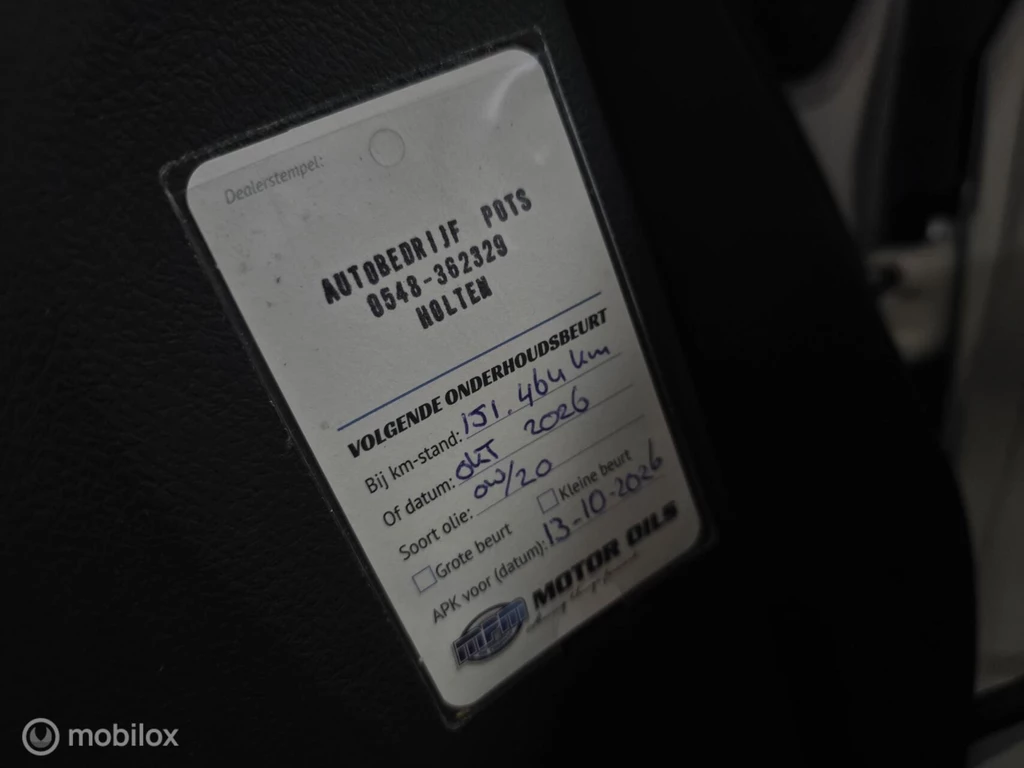 Dealerstempel:
AUTOBEDRIJF POTS
0548-362329
HOLTEN
VOLGENDE ONDERHOUDSBEURT
Bij km-stand: 151.464 km
Of datum: OKT 2026
Soort olie: 0W/20
Grote beurt Kleine beurt
APK voor (datum): 13-10-2026
MPM MOTOR OILS
mobilox